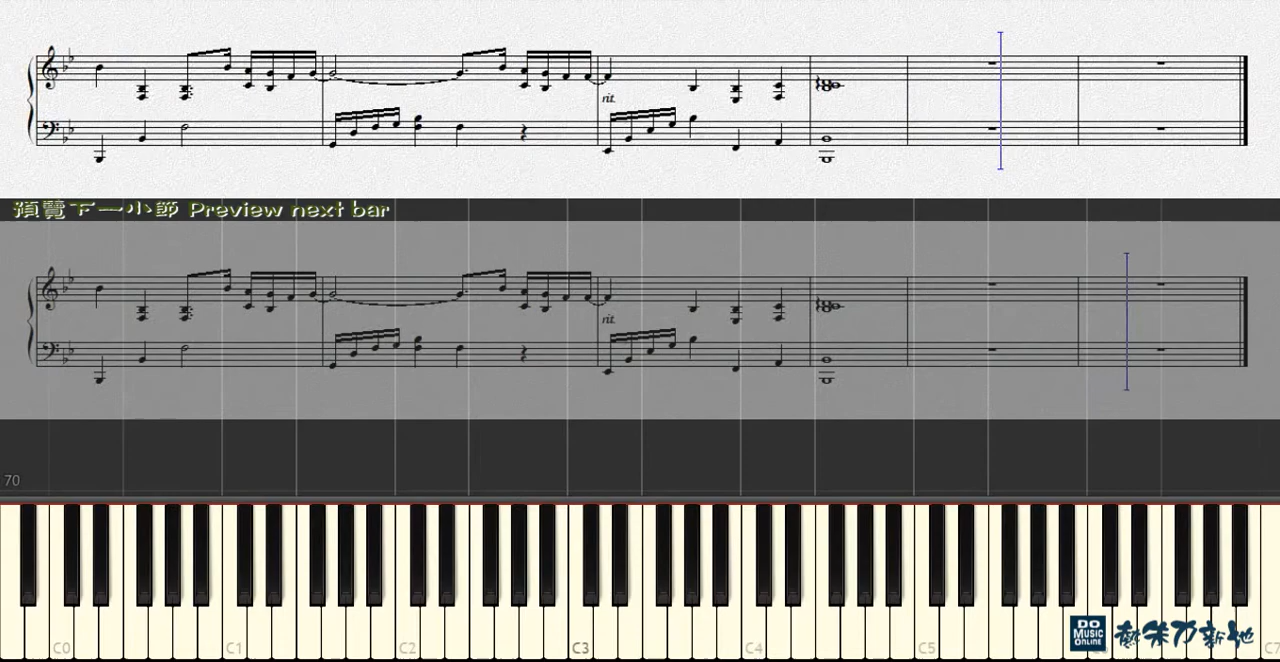 rit.
預覽下一小節 Preview next bar
rit.
70
C0 C1 C2 C3 C4 C5 C7
DO
MUSIC
ONLINE